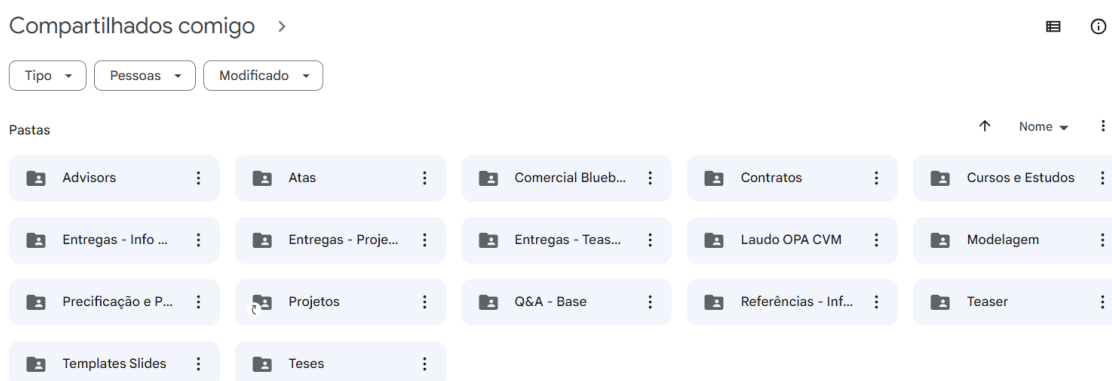 Compartilhados comigo
Tipo Pessoas Modificado
Pastas Nome
Advisors Atas Comercial Blueb... Contratos Cursos e Estudos
Entregas - Info ... Entregas - Proje... Entregas - Teas... Laudo OPA CVM Modelagem
Precificação e P... Projetos Q&A - Base Referências - Inf... Teaser
Templates Slides Teses